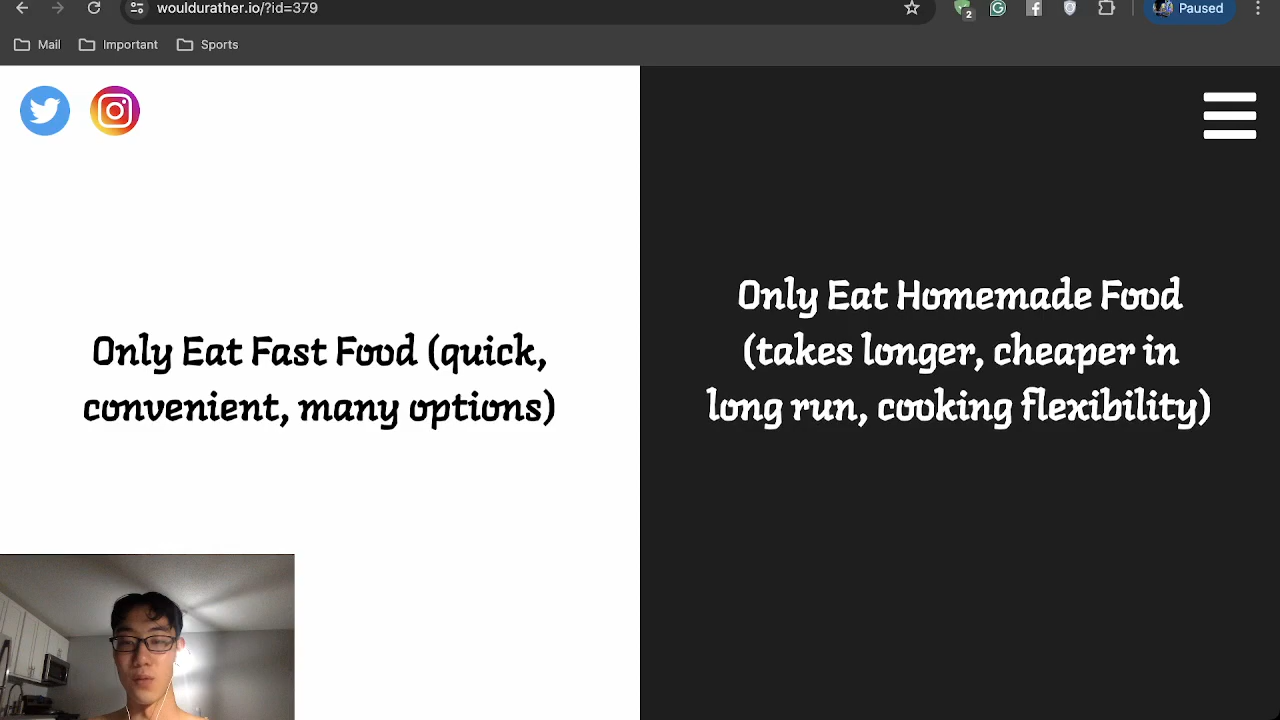 wouldurather.io/?id=379
2
Paused
Mail Important Sports
Only Eat Fast Food (quick,
convenient, many options)
Only Eat Homemade Food
(takes longer, cheaper in
long run, cooking flexibility)